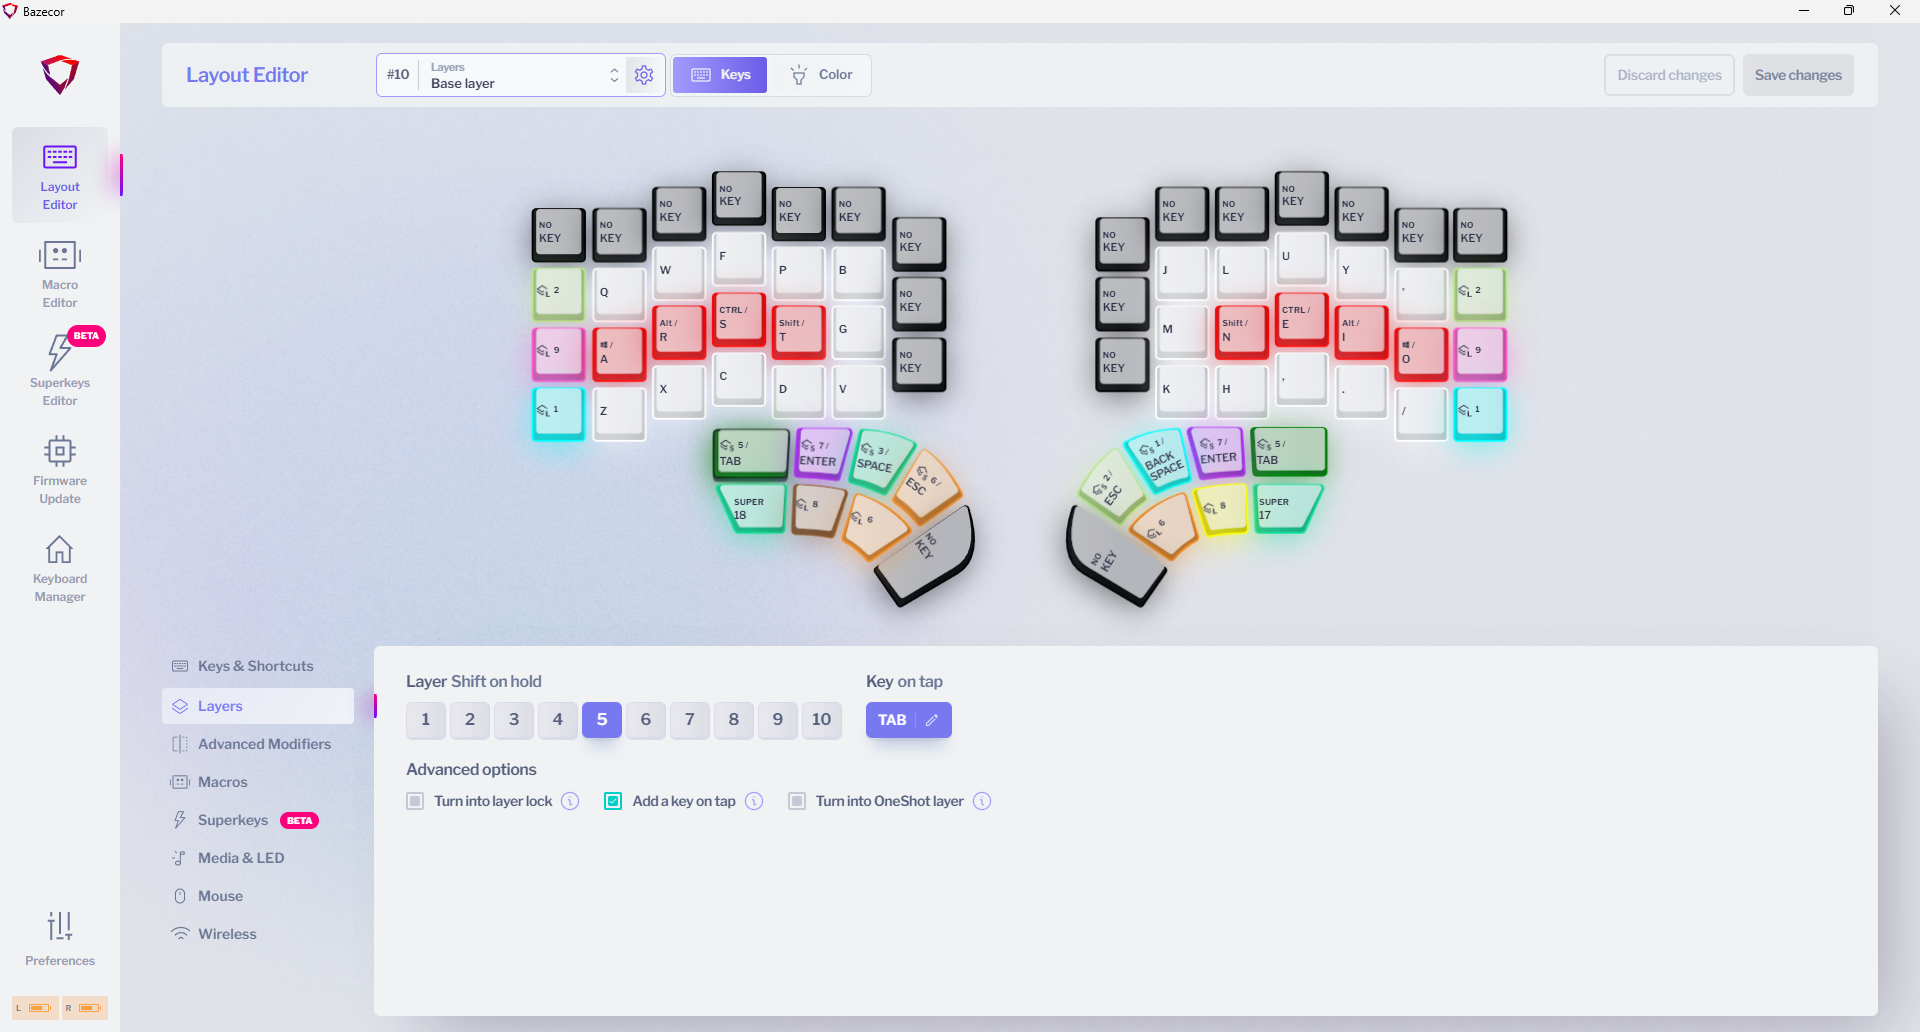 Bazecor
Layout Editor
#10
Layers
Base layer
Keys
Color
Discard changes
Save changes
Layout
Editor
Macro
Editor
BETA
Superkeys
Editor
Firmware
Update
Keyboard
Manager
Preferences
L
R
NO
KEY
NO
KEY
NO
KEY
NO
KEY
NO
KEY
NO
KEY
NO
KEY
L 2
Q
W
F
P
B
NO
KEY
L 9
/
A
Alt /
R
CTRL /
S
Shift /
T
G
NO
KEY
L 1
Z
X
C
D
V
S 5 /
TAB
S 7 /
ENTER
S 3 /
SPACE
S 6 /
ESC
SUPER
18
L 8
L 6
NO
KEY
NO
KEY
NO
KEY
NO
KEY
NO
KEY
NO
KEY
NO
KEY
NO
KEY
NO
KEY
J
L
U
Y
'
L 2
NO
KEY
M
Shift /
N
CTRL /
E
Alt /
I
/
O
L 9
K
H
,
.
/
L 1
S 2 /
ESC
S 1 /
BACK
SPACE
S 7 /
ENTER
S 5 /
TAB
NO
KEY
L 6
L 8
SUPER
17
Keys & Shortcuts
Layers
Advanced Modifiers
Macros
Superkeys BETA
Media & LED
Mouse
Wireless
Layer Shift on hold
1 2 3 4 5 6 7 8 9 10
Key on tap
TAB
Advanced options
Turn into layer lock
Add a key on tap
Turn into OneShot layer